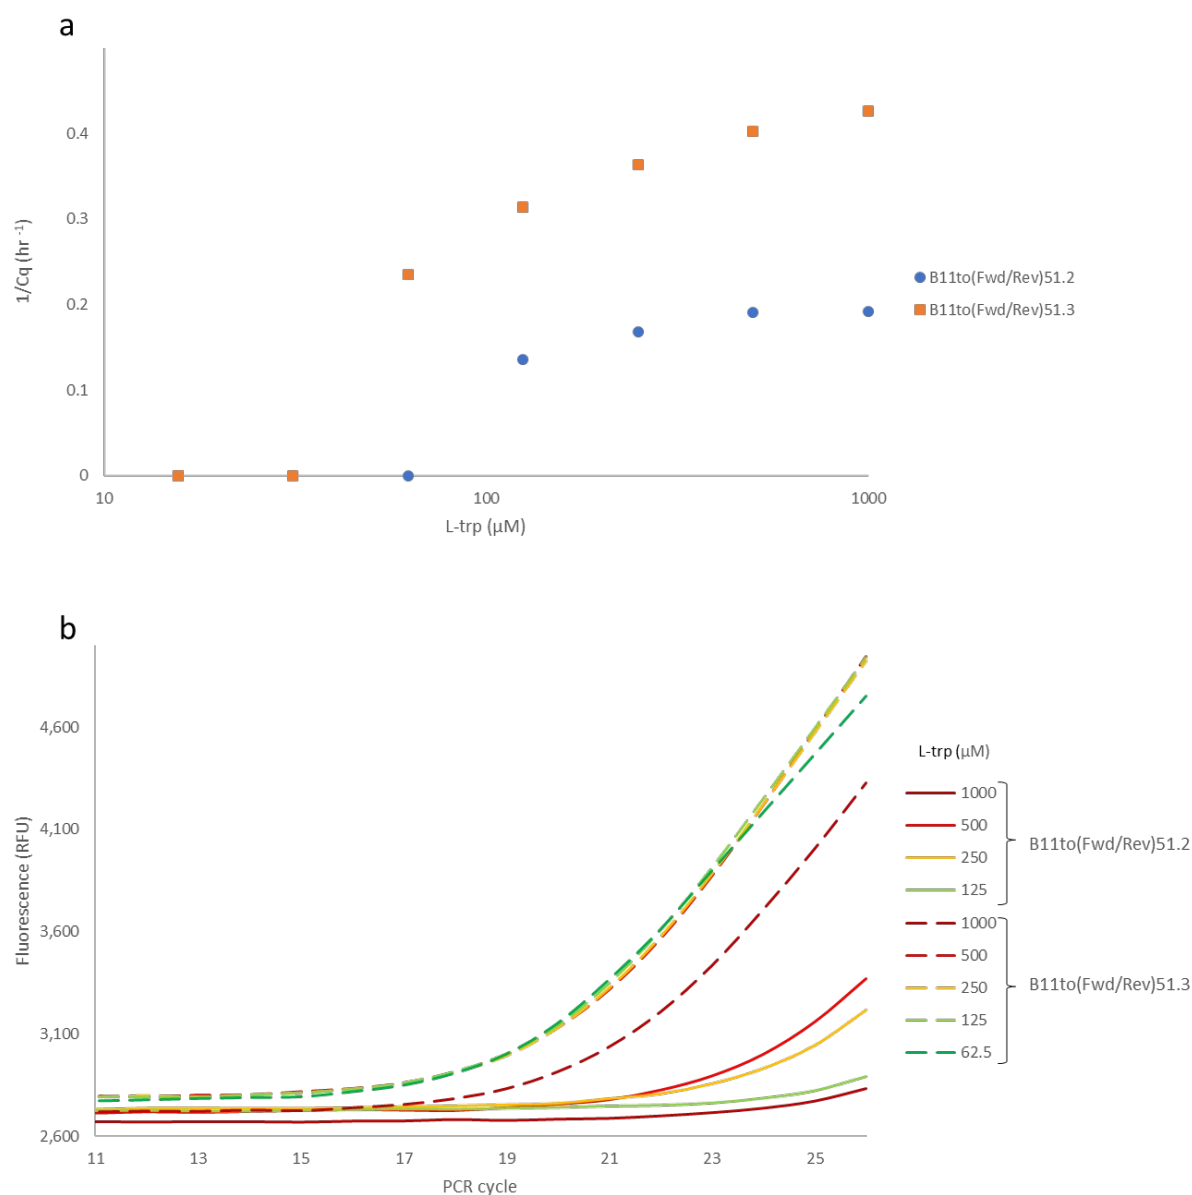 a
0.4
0.3
0.2
0.1
0
10
100
1000
1/Cq (hr -1)
L-trp (µM)
B11to(Fwd/Rev)51.2
B11to(Fwd/Rev)51.3
b
4,600
4,100
3,600
3,100
2,600
11
13
15
17
19
21
23
25
Fluorescence (RFU)
PCR cycle
L-trp (µM)
1000
500
250
125
B11to(Fwd/Rev)51.2
1000
500
250
125
62.5
B11to(Fwd/Rev)51.3